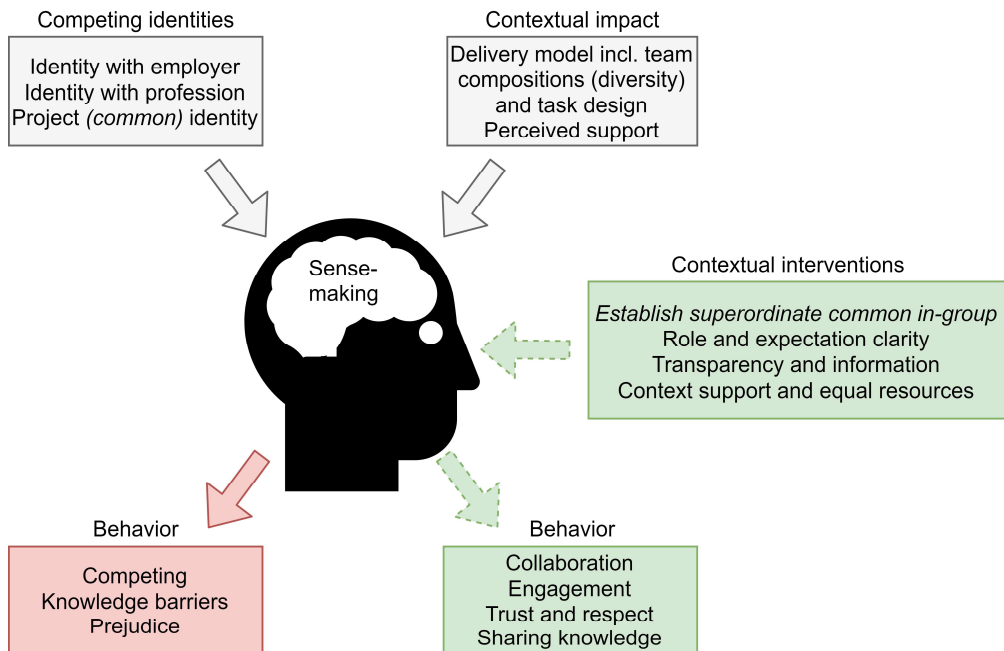 Competing identities
Identity with employer
Identity with profession
Project (common) identity
Contextual impact
Delivery model incl. team
compositions (diversity)
and task design
Perceived support
Sense-
making
Contextual interventions
Establish superordinate common in-group
Role and expectation clarity
Transparency and information
Context support and equal resources
Behavior
Competing
Knowledge barriers
Prejudice
Behavior
Collaboration
Engagement
Trust and respect
Sharing knowledge